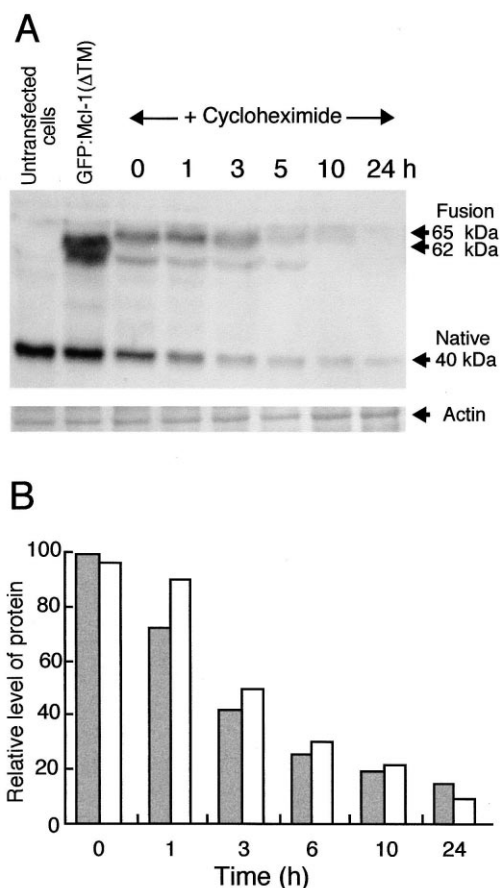 A
Untransfected
cells
GFP:Mcl-1(ΔTM)
+ Cycloheximide
0 1 3 5 10 24 h
Fusion
65 kDa
62 kDa
Native
40 kDa
Actin
B
Relative level of protein
100
80
60
40
20
0
0 1 3 6 10 24
Time (h)